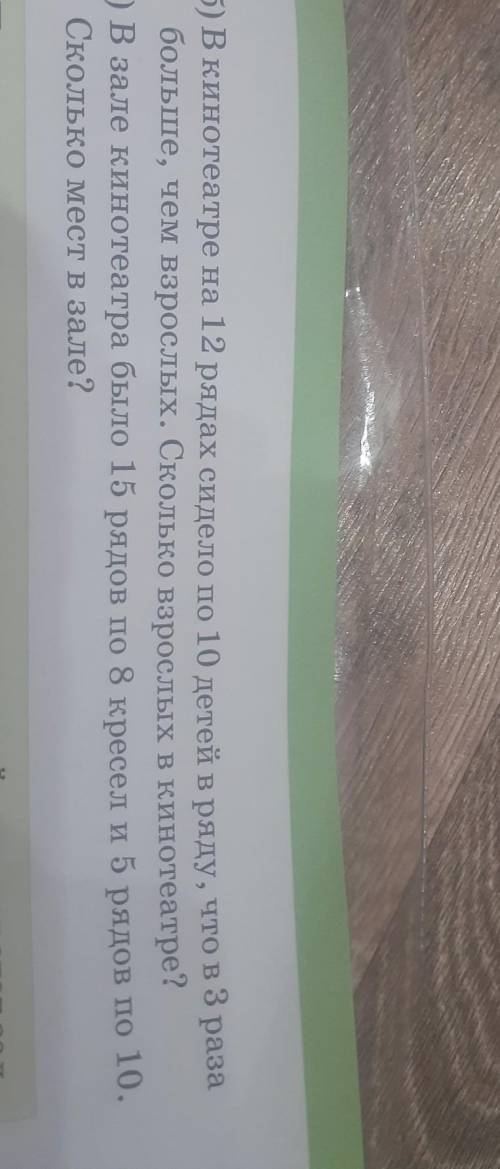 б) В кинотеатре на 12 рядах сидело по 10 детей в ряду, что в 3 раза
больше, чем взрослых. Сколько взрослых в кинотеатре?
) В зале кинотеатра было 15 рядов по 8 кресел и 5 рядов по 10.
Сколько мест в зале?